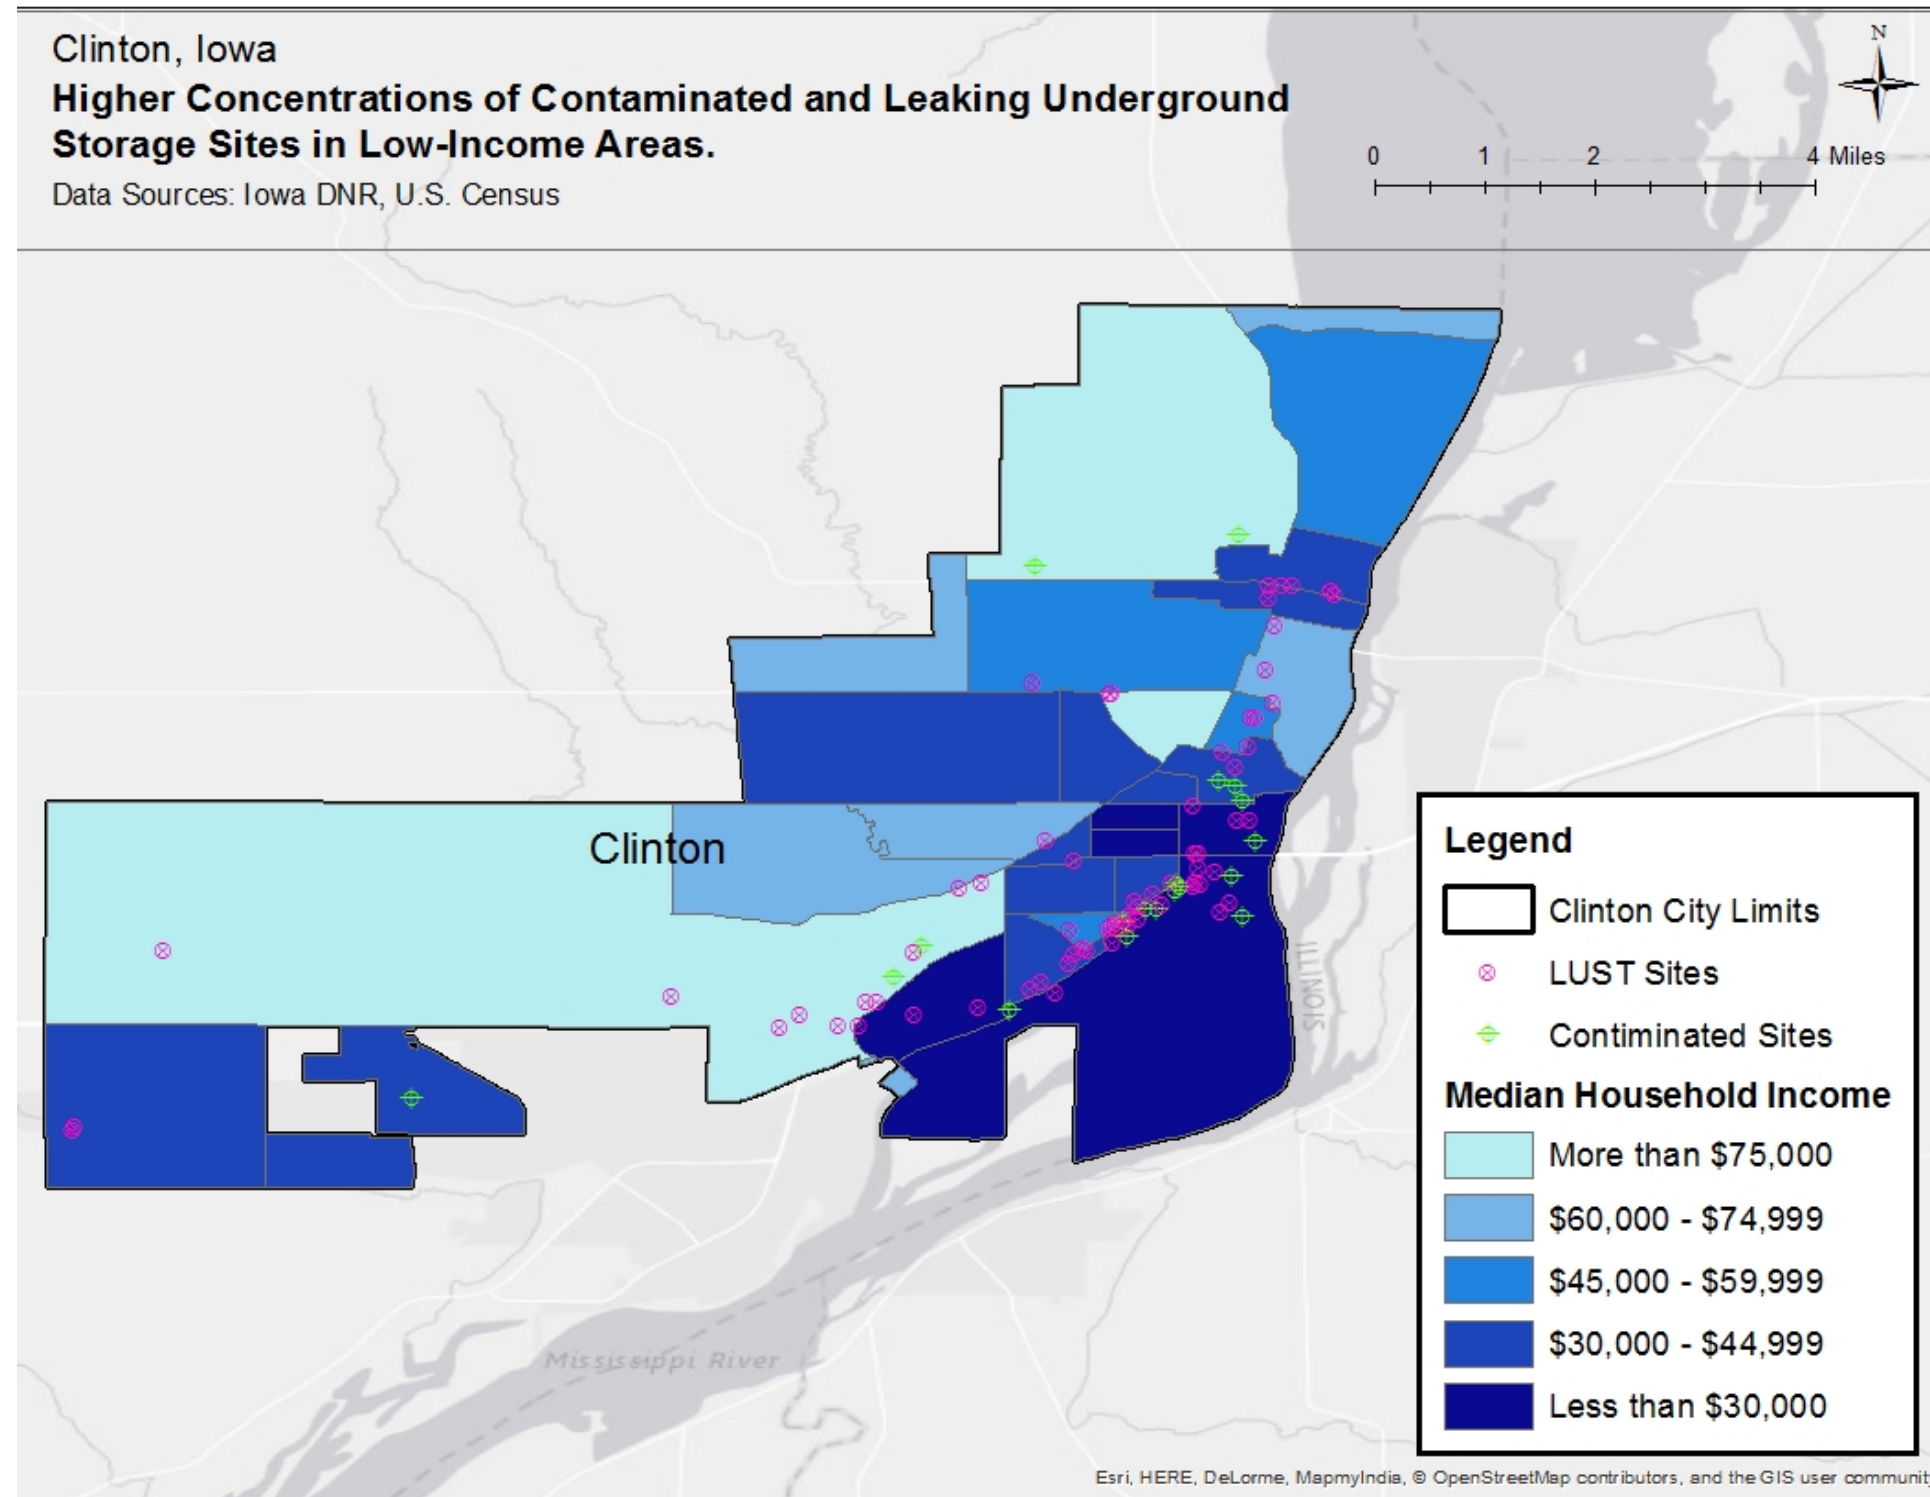 Clinton, Iowa
Higher Concentrations of Contaminated and Leaking Underground
Storage Sites in Low-Income Areas.
Data Sources: Iowa DNR, U.S. Census
N
0 1 2 4 Miles
Clinton
ILLINOIS
Mississippi River
Legend
Clinton City Limits
LUST Sites
Contiminated Sites
Median Household Income
More than $75,000
$60,000 - $74,999
$45,000 - $59,999
$30,000 - $44,999
Less than $30,000
Esri, HERE, DeLorme, MapmyIndia, © OpenStreetMap contributors, and the GIS user communit